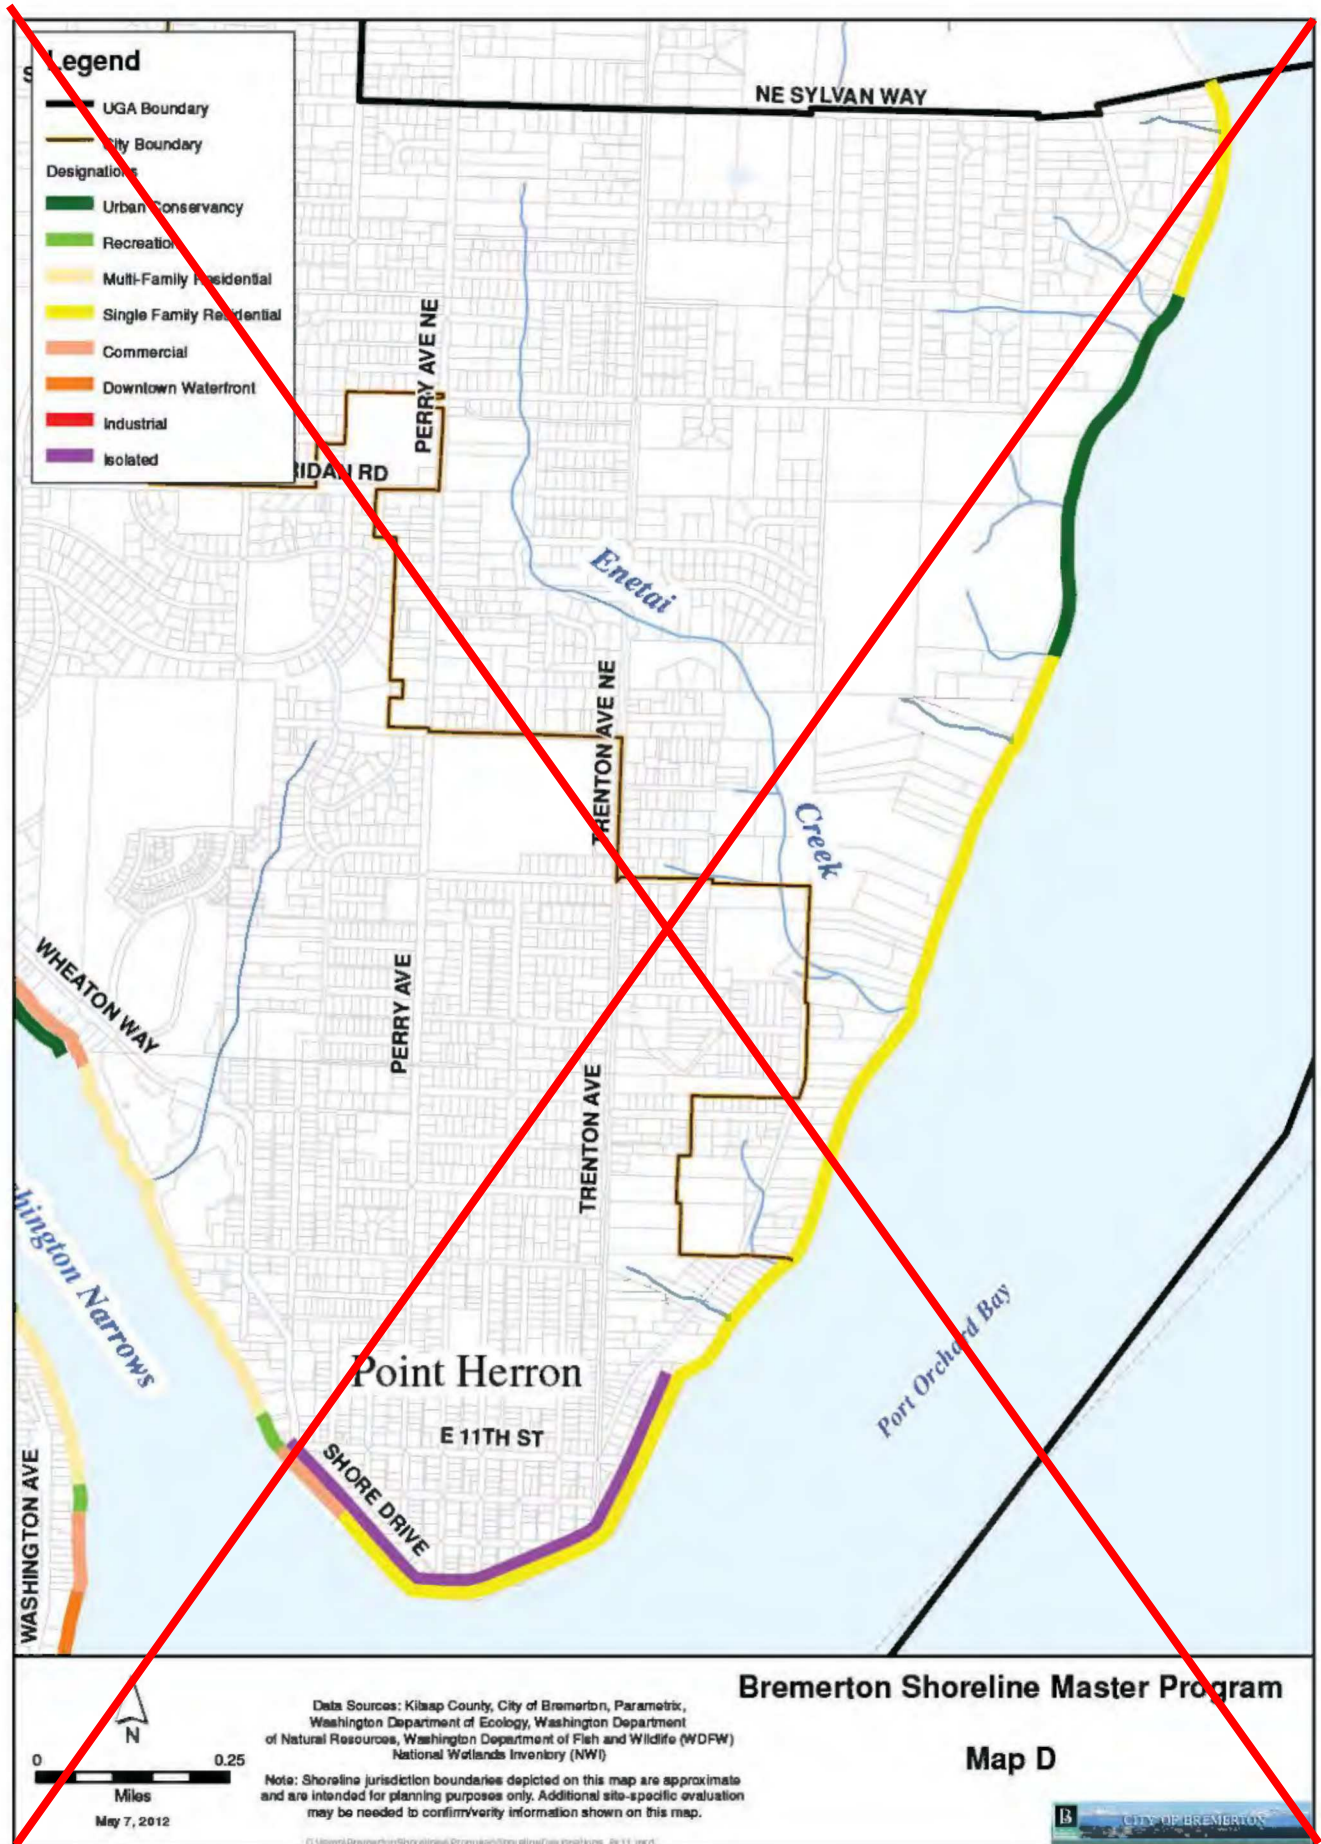 Legend
UGA Boundary
City Boundary
Designations
Urban Conservancy
Recreation
Multi-Family Residential
Single Family Residential
Commercial
Downtown Waterfront
Industrial
Isolated
S
NE SYLVAN WAY
PERRY AVE NE
RIDAN RD
Enetai
TRENTON AVE NE
Creek
WHEATON WAY
PERRY AVE
TRENTON AVE
hington Narrows
Port Orchard Bay
Point Herron
E 11TH ST
SHORE DRIVE
WASHINGTON AVE
N
0 0.25
Miles
May 7, 2012
Data Sources: Kitsap County, City of Bremerton, Parametrix,
Washington Department of Ecology, Washington Department
of Natural Resources, Washington Department of Fish and Wildlife (WDFW)
National Wetlands Inventory (NWI)
Note: Shoreline jurisdiction boundaries depicted on this map are approximate
and are intended for planning purposes only. Additional site-specific evaluation
may be needed to confirm/verity information shown on this map.
Bremerton Shoreline Master Program
Map D
B
CITY OF BREMERTON